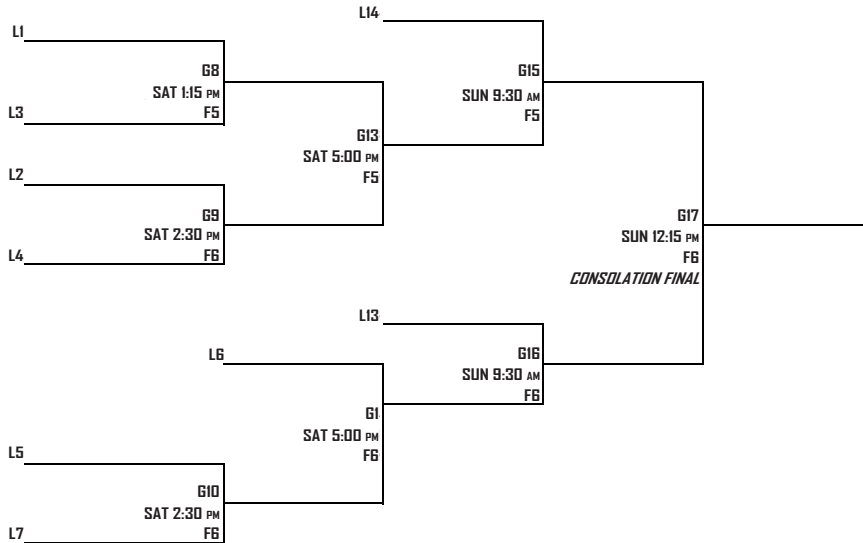 L14
L1
G8
SAT 1:15 PM
F5
G15
SUN 9:30 AM
F5
L3
G13
SAT 5:00 PM
F5
L2
G9
SAT 2:30 PM
F6
G17
SUN 12:15 PM
F6
CONSOLATION FINAL
L4
L13
L6
G16
SUN 9:30 AM
F6
G1
SAT 5:00 PM
F6
L5
G10
SAT 2:30 PM
F6
L7